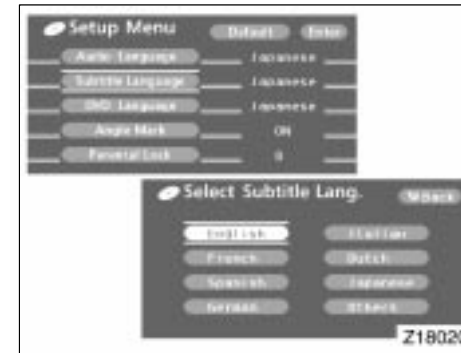 Setup Menu Default Enter
Audio Language Japanese
Subtitle Language Japanese
DVD Language Japanese
Angle Mark ON
Parental Lock 8
Select Subtitle Lang. Back
English Italian
French Dutch
Spanish Japanese
German Others
Z18020